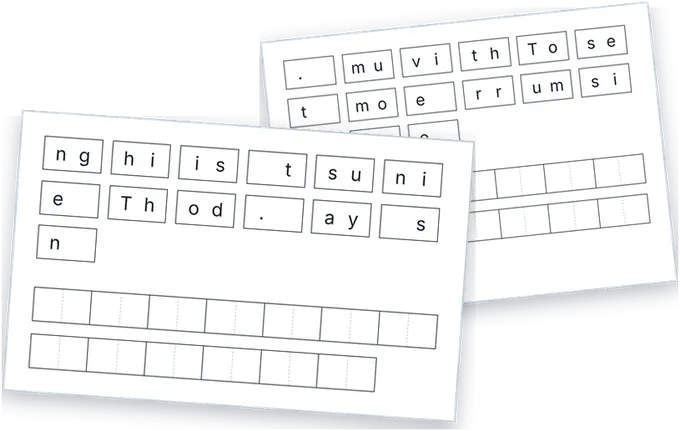 . mu vi th To se
t mo e rr um si
e
ng hi is t su ni
e Th od . ay s
n